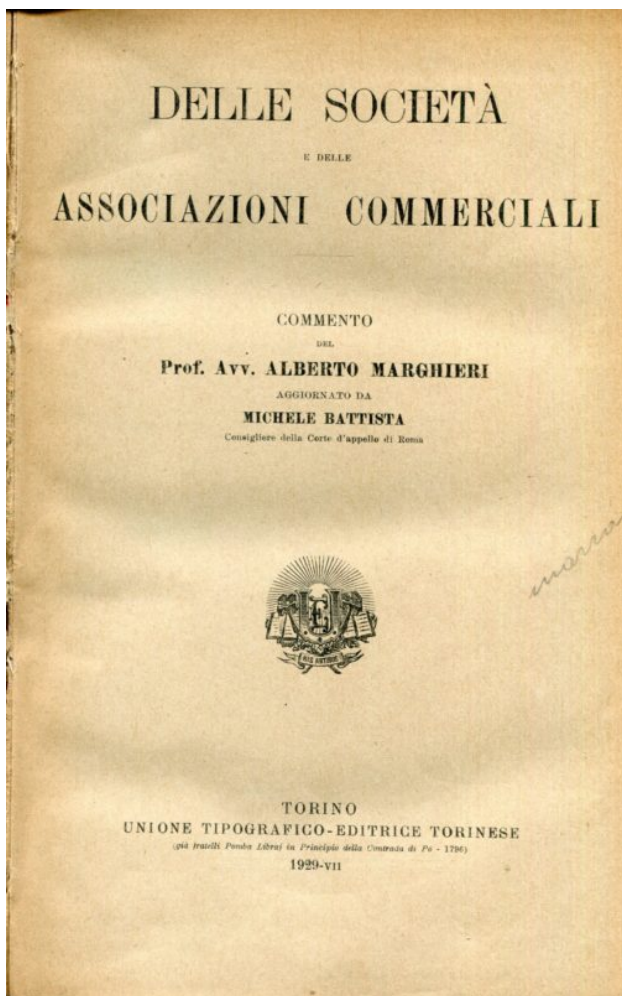 DELLE SOCIETÀ
E DELLE
ASSOCIAZIONI COMMERCIALI
COMMENTO
DEL
Prof. Avv. ALBERTO MARGHIERI
AGGIORNATO DA
MICHELE BATTISTA
Consigliere della Corte d'appello di Roma
TORINO
UNIONE TIPOGRAFICO-EDITRICE TORINESE
(già fratelli Pomba Librai in Principio della Contrada di Po - 1796)
1929-VII